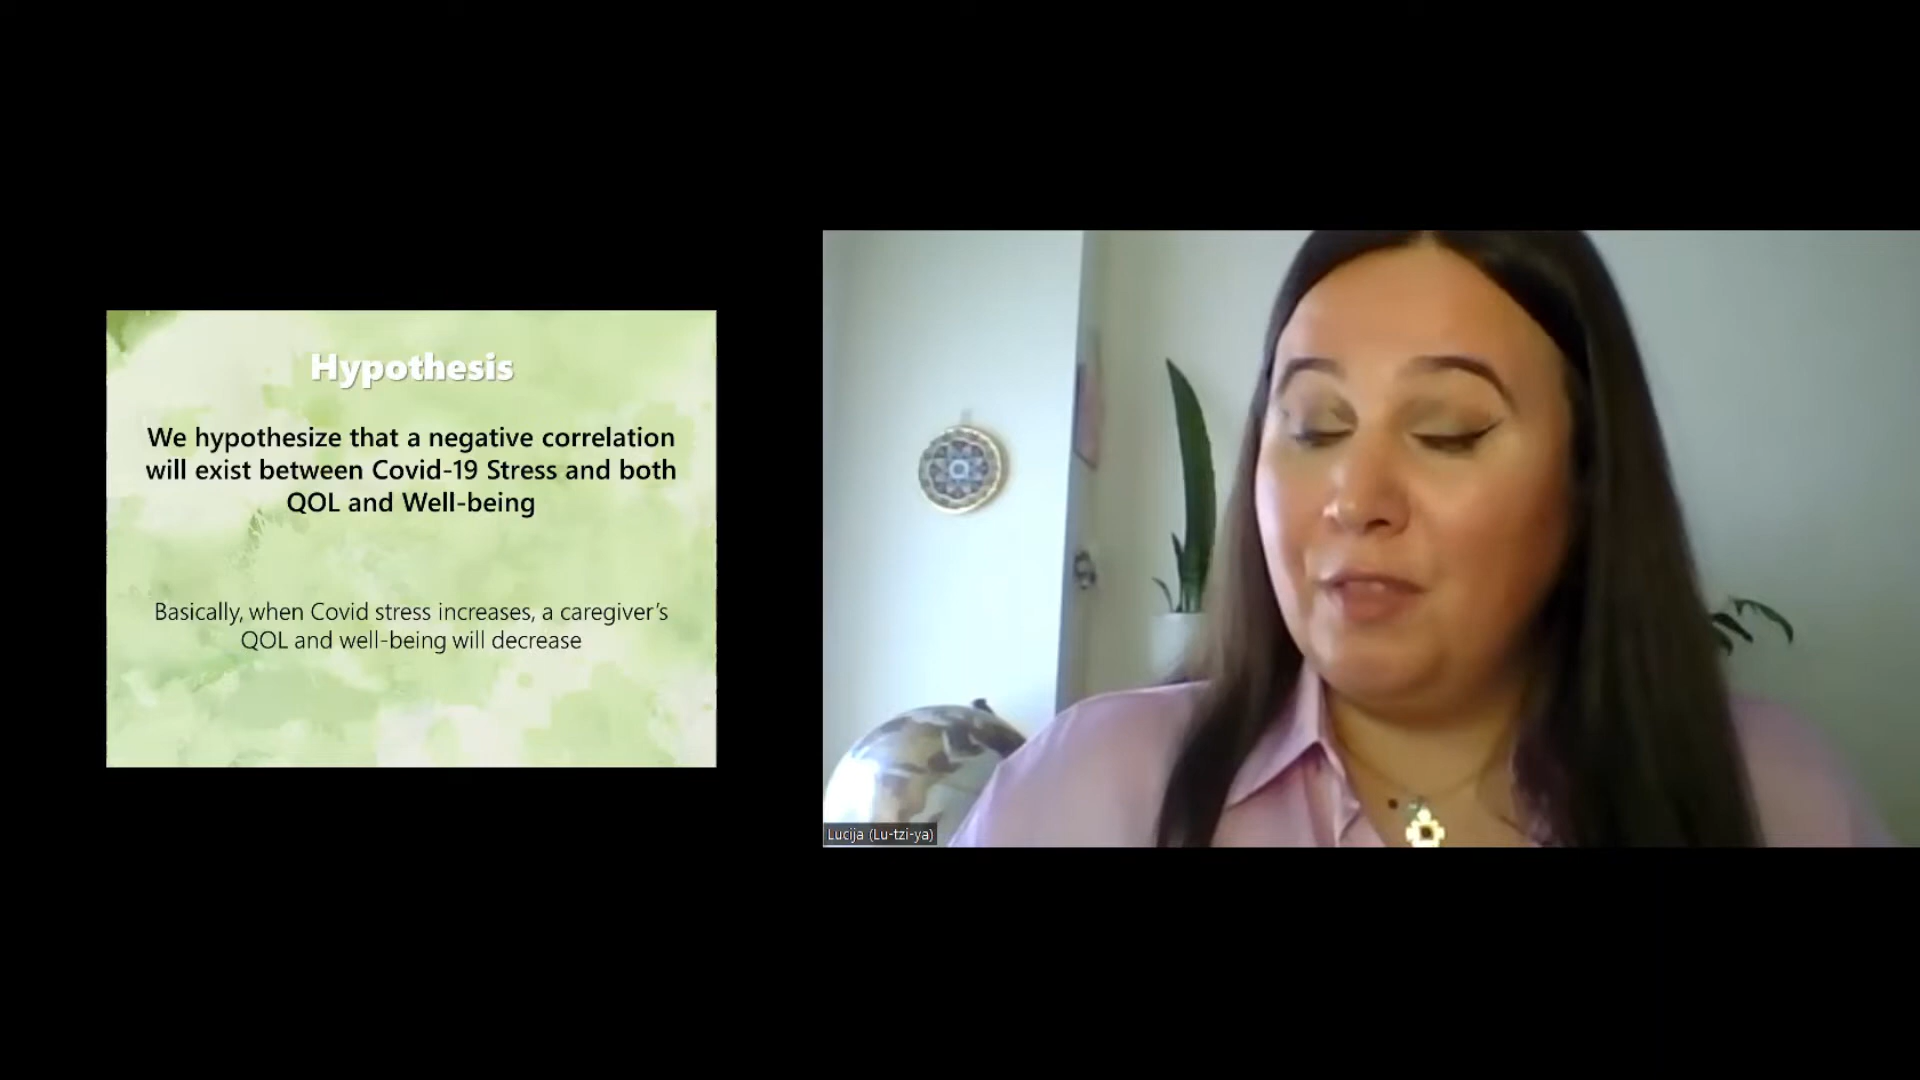 Hypothesis
We hypothesize that a negative correlation
will exist between Covid-19 Stress and both
QOL and Well-being
Basically, when Covid stress increases, a caregiver's
QOL and well-being will decrease
Lucija (Lu-tzi-ya)